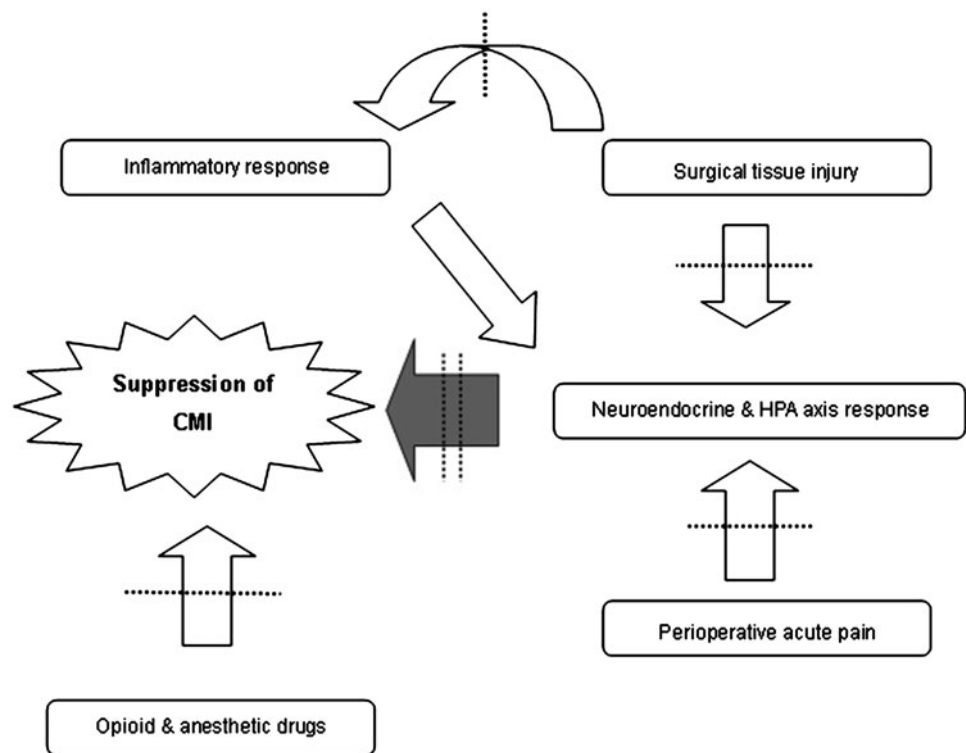 Inflammatory response
Surgical tissue injury
Suppression of
CMI
Neuroendocrine & HPA axis response
Perioperative acute pain
Opioid & anesthetic drugs